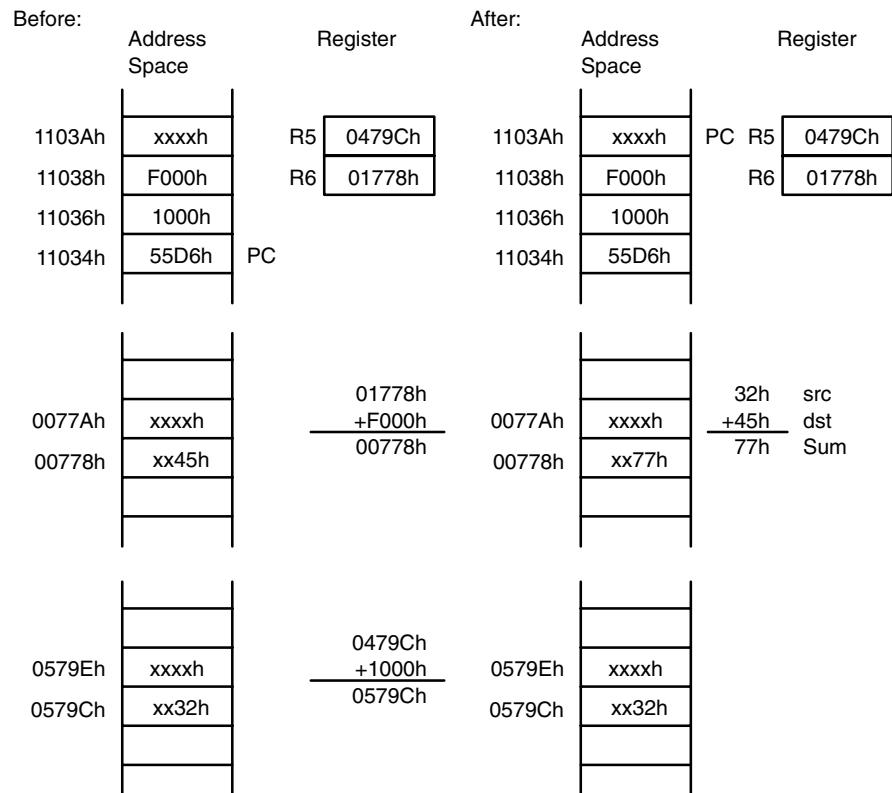 Before: After:
Address Register Address Register
Space Space
1103Ah xxxxh R5 0479Ch 1103Ah xxxxh PC R5 0479Ch
11038h F000h R6 01778h 11038h F000h R6 01778h
11036h 1000h 11036h 1000h
11034h 55D6h PC 11034h 55D6h
01778h 32h src
0077Ah xxxxh +F000h 0077Ah xxxxh +45h dst
00778h xx45h 00778h 00778h xx77h 77h Sum
0479Ch
0579Eh xxxxh +1000h 0579Eh xxxxh
0579Ch xx32h 0579Ch 0579Ch xx32h